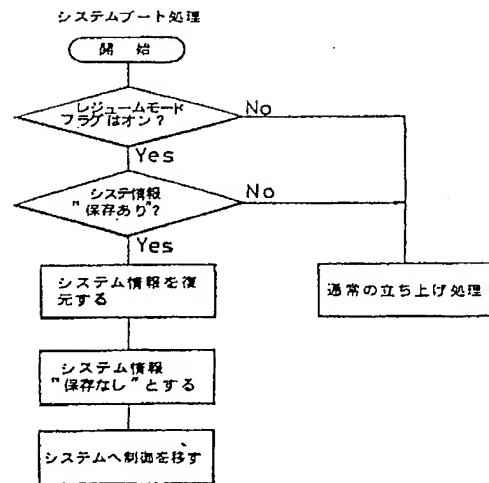 システムブート処理
開 始
レジュームモード
フラグはオン?
No
Yes
システ情報
"保存あり"?
No
Yes
システム情報を復
元する
通常の立ち上げ処理
システム情報
"保存なし"とする
システムへ制御を移す